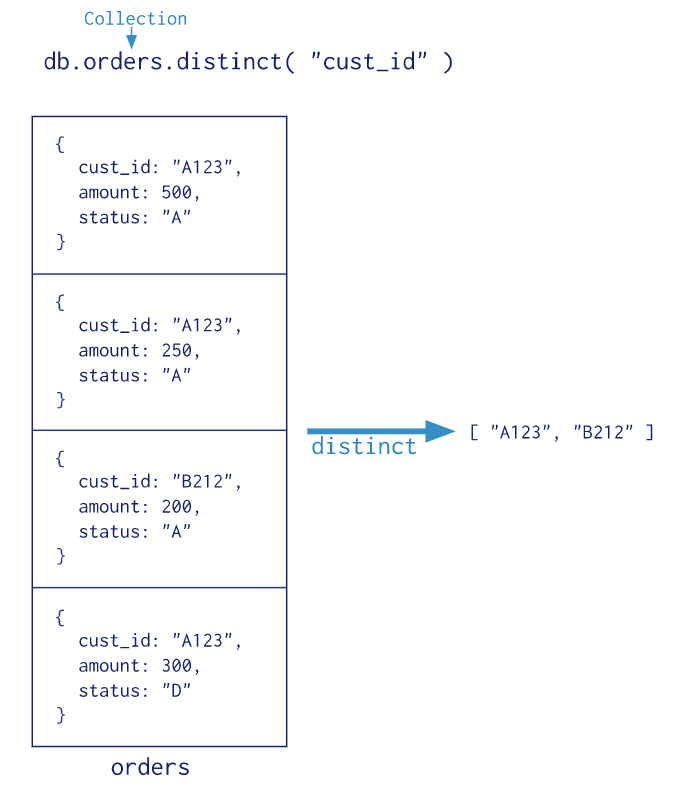 Collection
db.orders.distinct( "cust_id" )
{
cust_id: "A123",
amount: 500,
status: "A"
}
{
cust_id: "A123",
amount: 250,
status: "A"
}
{
cust_id: "B212",
amount: 200,
status: "A"
}
{
cust_id: "A123",
amount: 300,
status: "D"
}
orders
distinct
[ "A123", "B212" ]